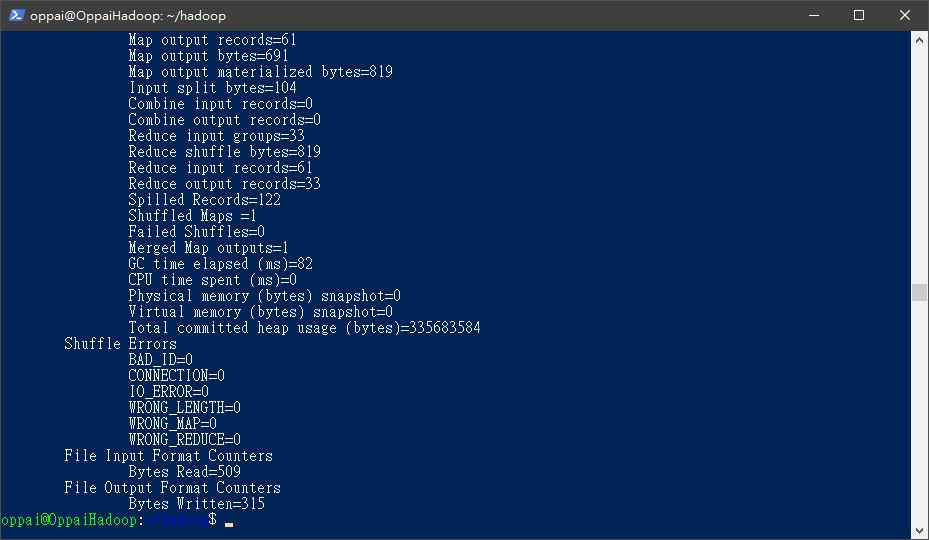 oppai@OppaiHadoop: ~/hadoop
Map output records=61
Map output bytes=691
Map output materialized bytes=819
Input split bytes=104
Combine input records=0
Combine output records=0
Reduce input groups=33
Reduce shuffle bytes=819
Reduce input records=61
Reduce output records=33
Spilled Records=122
Shuffled Maps =1
Failed Shuffles=0
Merged Map outputs=1
GC time elapsed (ms)=82
CPU time spent (ms)=0
Physical memory (bytes) snapshot=0
Virtual memory (bytes) snapshot=0
Total committed heap usage (bytes)=335683584
Shuffle Errors
BAD_ID=0
CONNECTION=0
IO_ERROR=0
WRONG_LENGTH=0
WRONG_MAP=0
WRONG_REDUCE=0
File Input Format Counters
Bytes Read=509
File Output Format Counters
Bytes Written=315
oppai@OppaiHadoop:~/hadoop$